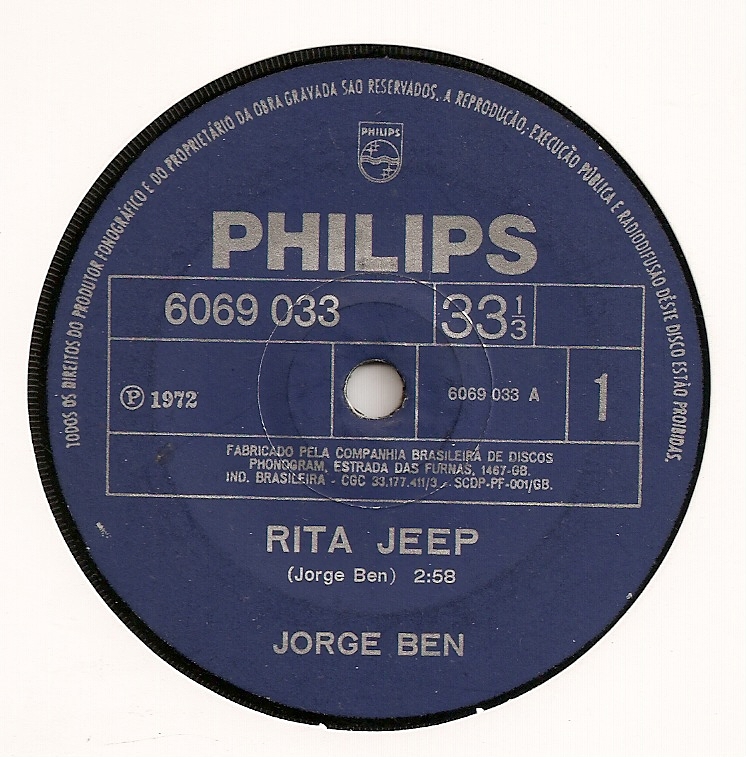 TODOS OS DIREITOS DO PRODUTOR FONOGRÁFICO E DO PROPRIETÁRIO DA OBRA GRAVADA SÃO RESERVADOS. A REPRODUÇÃO, EXECUÇÃO PÚBLICA E RADIODIFUSÃO DÊSTE DISCO ESTÃO PROIBIDAS.
PHILIPS
PHILIPS
6069 033 33 1/3
Ⓟ 1972 6069 033 A 1
FABRICADO PELA COMPANHIA BRASILEIRA DE DISCOS
PHONOGRAM, ESTRADA DAS FURNAS, 1467-GB.
IND. BRASILEIRA - CGC 33.177.411/3 - SCDP-PF-001/GB.
RITA JEEP
(Jorge Ben) 2:58
JORGE BEN